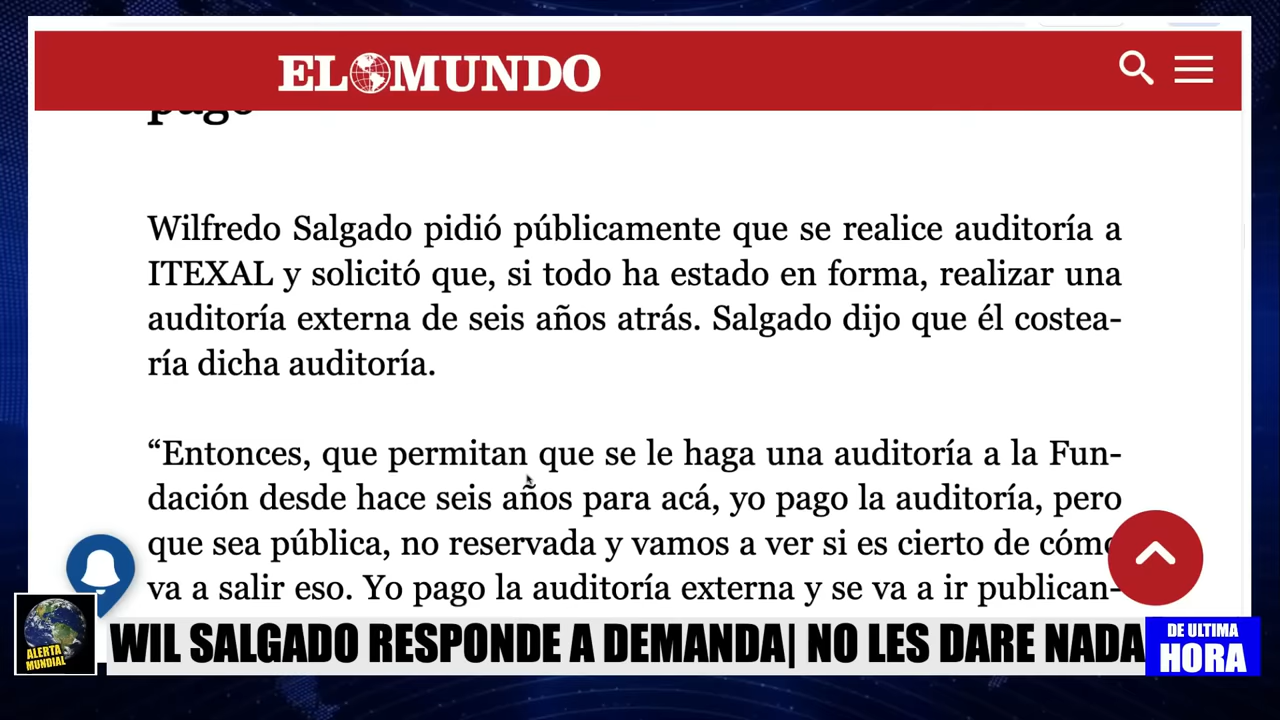 EL MUNDO
pago
Wilfredo Salgado pidió públicamente que se realice auditoría a
ITEXAL y solicitó que, si todo ha estado en forma, realizar una
auditoría externa de seis años atrás. Salgado dijo que él costea-
ría dicha auditoría.
“Entonces, que permitan que se le haga una auditoría a la Fun-
dación desde hace seis años para acá, yo pago la auditoría, pero
que sea pública, no reservada y vamos a ver si es cierto de cómo
va a salir eso. Yo pago la auditoría externa y se va a ir publican-
ALERTA
MUNDIAL
WIL SALGADO RESPONDE A DEMANDA| NO LES DARE NADA
DE ULTIMA
HORA